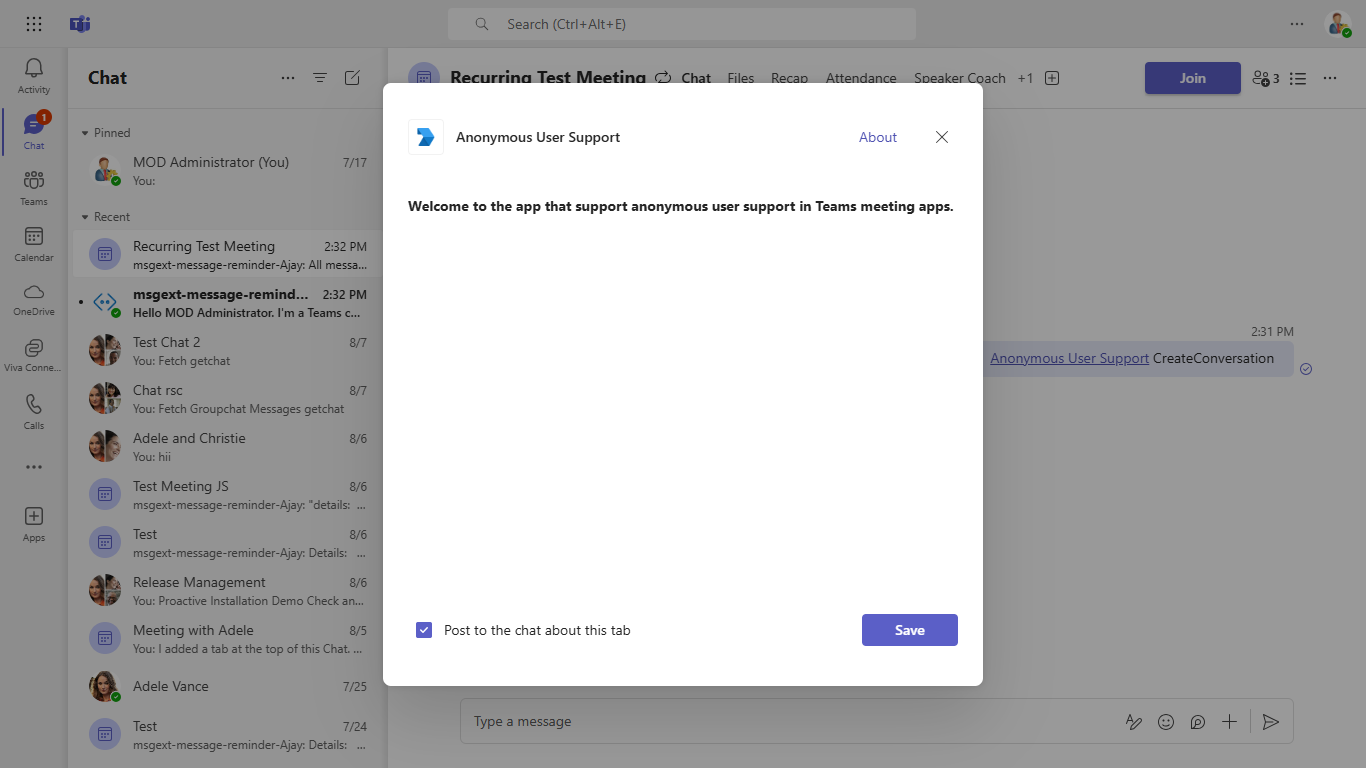 Search (Ctrl+Alt+E)
Activity
1
Chat
Teams
Calendar
OneDrive
Viva Conne...
Calls
Apps
Chat
Pinned
MOD Administrator (You) 7/17
You:
Recent
Recurring Test Meeting 2:32 PM
msgext-message-reminder-Ajay: All messa...
msgext-message-remind... 2:32 PM
Hello MOD Administrator. I'm a Teams c...
Test Chat 2 8/7
You: Fetch getchat
Chat rsc 8/7
You: Fetch Groupchat Messages getchat
Adele and Christie 8/6
You: hii
Test Meeting JS 8/6
msgext-message-reminder-Ajay: "details: ...
Test 8/6
msgext-message-reminder-Ajay: Details: ...
Release Management 8/6
You: Proactive Installation Demo Check an...
Meeting with Adele 8/5
You: I added a tab at the top of this Chat. ...
Adele Vance 7/25
Test 7/24
msgext-message-reminder-Ajay: Details: ...
Recurring Test Meeting Chat Files Recap Attendance Speaker Coach +1 Join 3
Anonymous User Support About
Welcome to the app that support anonymous user support in Teams meeting apps.
Post to the chat about this tab Save
2:31 PM
Anonymous User Support CreateConversation
Type a message